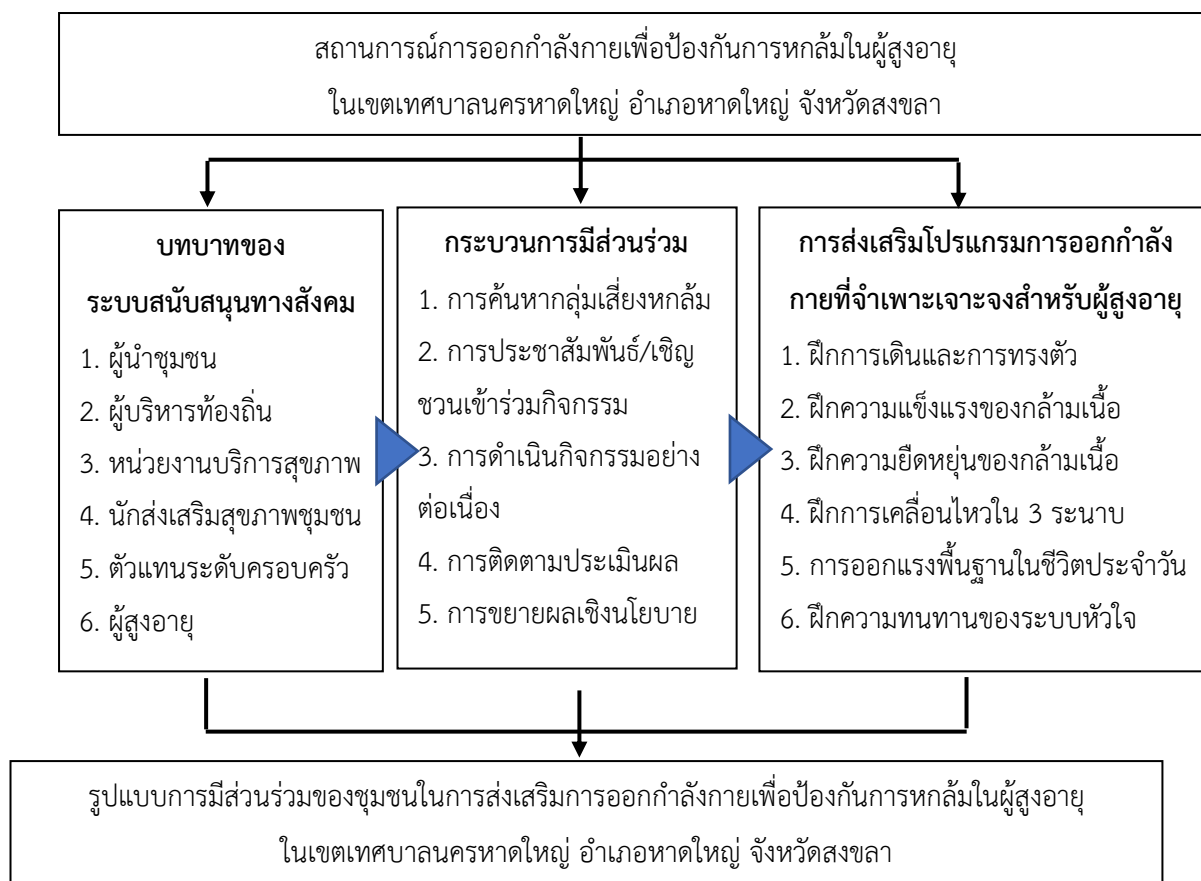 สถานการณ์การออกกำลังกายเพื่อป้องกันการหกล้มในผู้สูงอายุ
ในเขตเทศบาลนครหาดใหญ่ อำเภอหาดใหญ่ จังหวัดสงขลา
บทบาทของ
ระบบสนับสนุนทางสังคม
1. ผู้นำชุมชน
2. ผู้บริหารท้องถิ่น
3. หน่วยงานบริการสุขภาพ
4. นักส่งเสริมสุขภาพชุมชน
5. ตัวแทนระดับครอบครัว
6. ผู้สูงอายุ
กระบวนการมีส่วนร่วม
1. การค้นหากลุ่มเสี่ยงหกล้ม
2. การประชาสัมพันธ์/เชิญ
ชวนเข้าร่วมกิจกรรม
3. การดำเนินกิจกรรมอย่าง
ต่อเนื่อง
4. การติดตามประเมินผล
5. การขยายผลเชิงนโยบาย
การส่งเสริมโปรแกรมการออกกำลัง
กายที่จำเพาะเจาะจงสำหรับผู้สูงอายุ
1. ฝึกการเดินและการทรงตัว
2. ฝึกความแข็งแรงของกล้ามเนื้อ
3. ฝึกความยืดหยุ่นของกล้ามเนื้อ
4. ฝึกการเคลื่อนไหวใน 3 ระนาบ
5. การออกแรงพื้นฐานในชีวิตประจำวัน
6. ฝึกความทนทานของระบบหัวใจ
รูปแบบการมีส่วนร่วมของชุมชนในการส่งเสริมการออกกำลังกายเพื่อป้องกันการหกล้มในผู้สูงอายุ
ในเขตเทศบาลนครหาดใหญ่ อำเภอหาดใหญ่ จังหวัดสงขลา